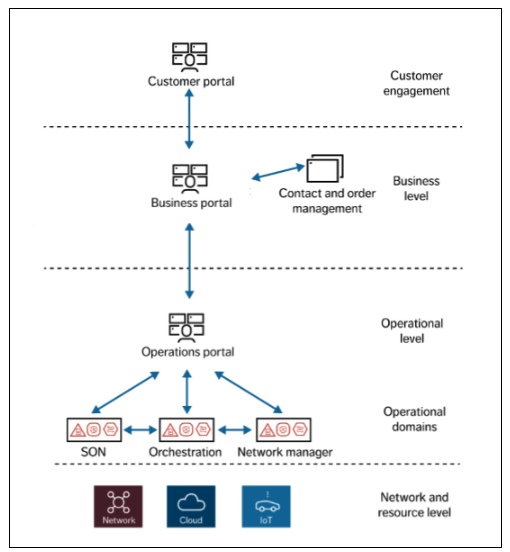 Customer portal
Customer
engagement
Business portal
Contact and order
management
Business
level
Operations portal
Operational
level
Operational
domains
SON
Orchestration
Network manager
Network
Cloud
IoT
Network and
resource level